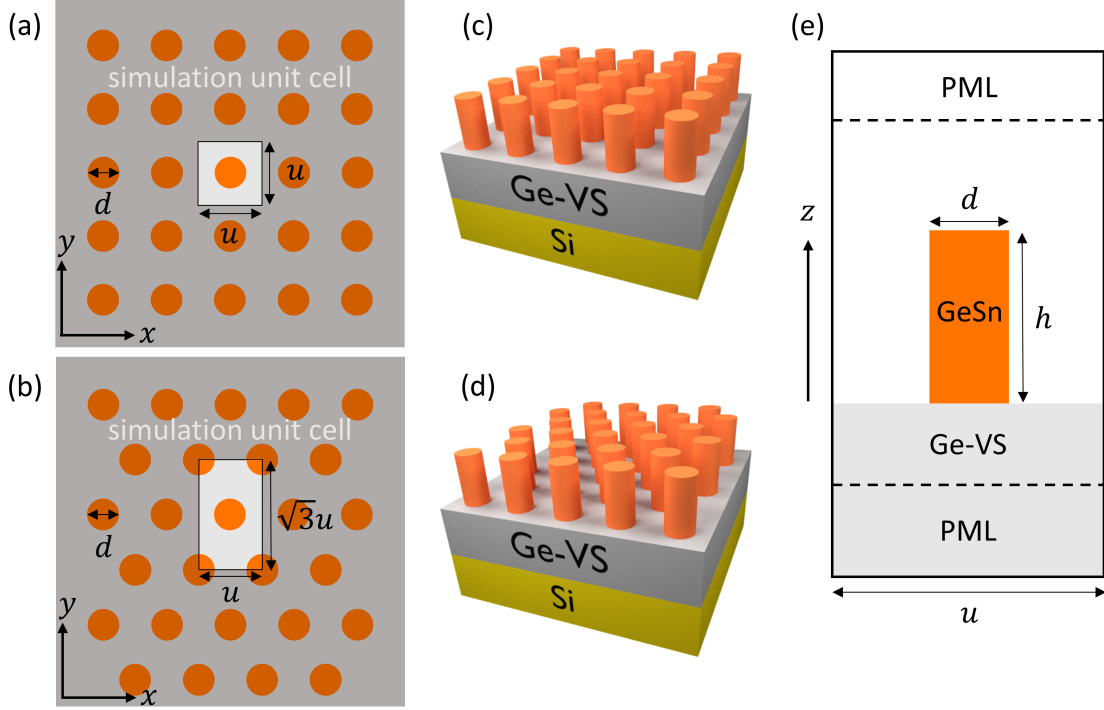 (a)
simulation unit cell
u
d
u
y
x
(b)
simulation unit cell
d
√3u
u
y
x
(c)
Ge-VS
Si
(d)
Ge-VS
Si
(e)
PML
z
d
GeSn
h
Ge-VS
PML
u